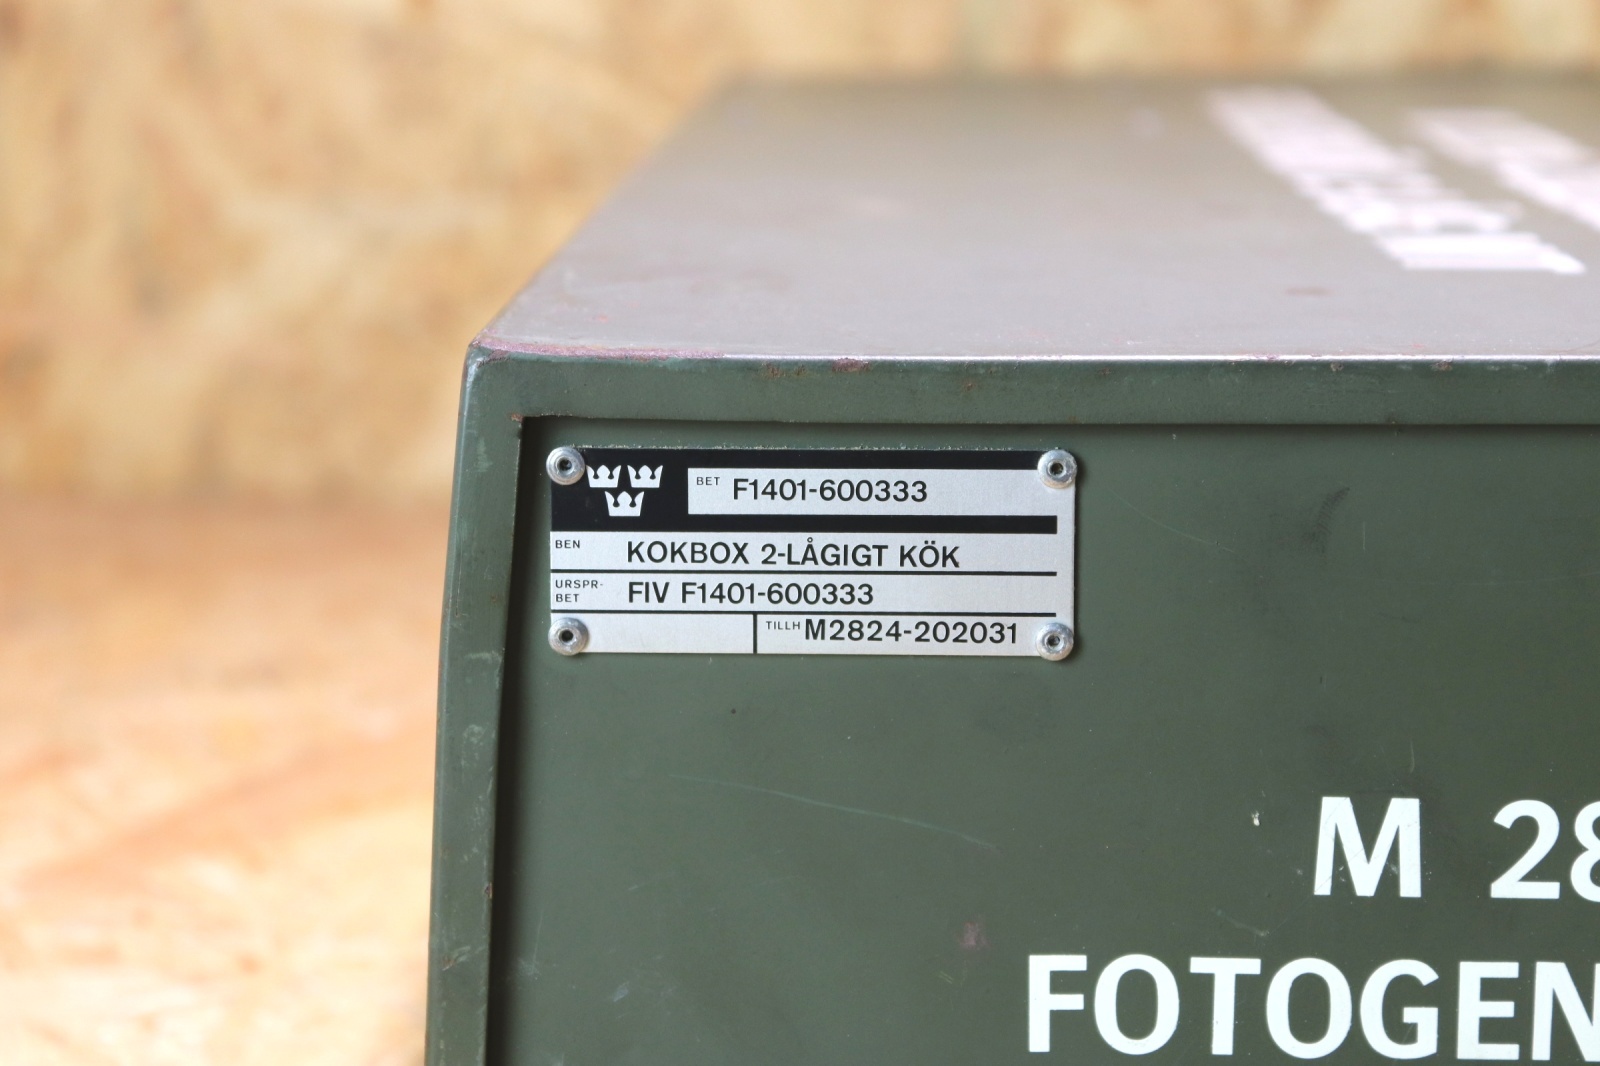 BET F1401-600333
BEN KOKBOX 2-LÅGIGT KÖK
URSPR-
BET FIV F1401-600333
TILLH M2824-202031
M 28
FOTOGEN